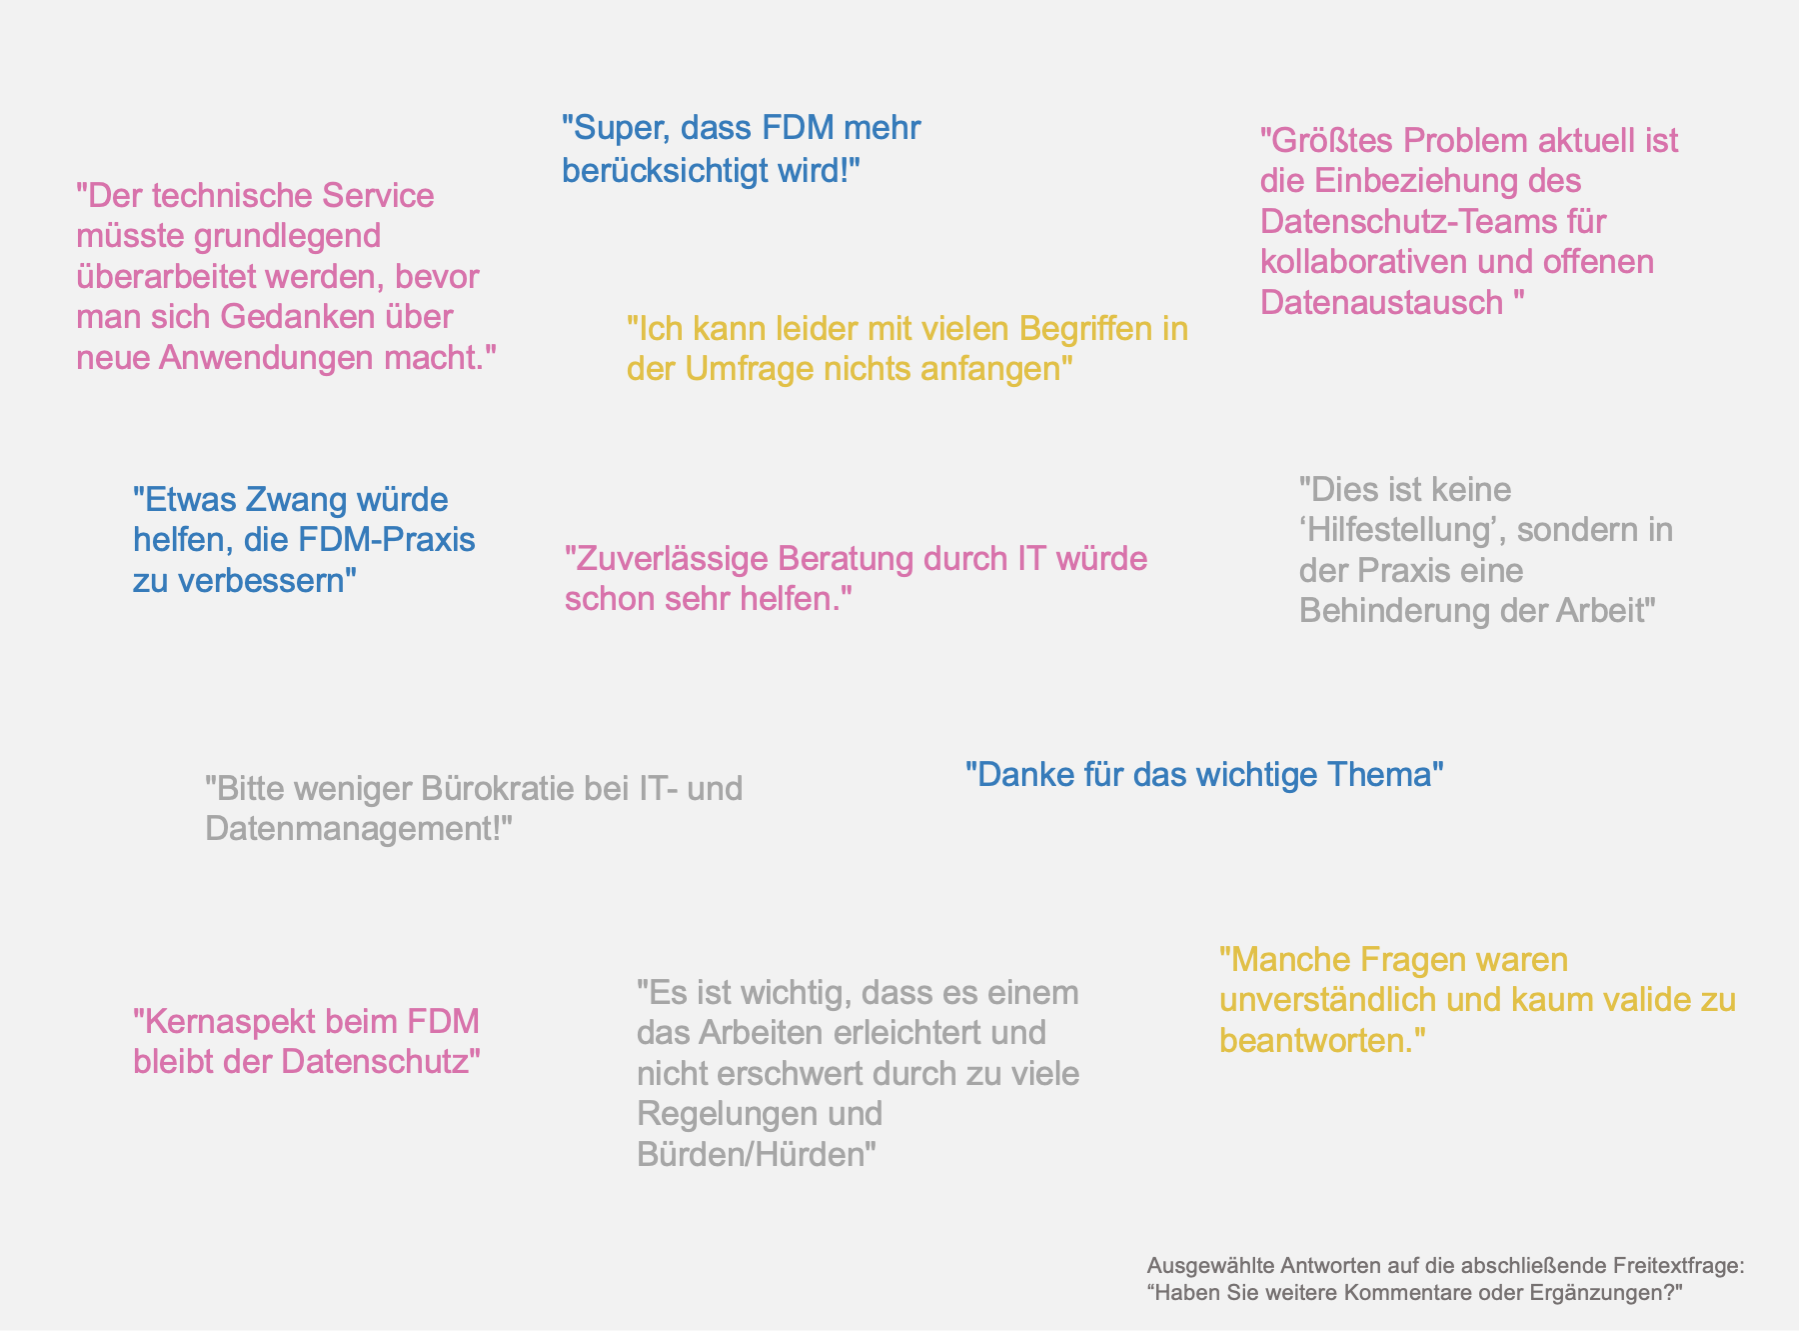 "Super, dass FDM mehr
berücksichtigt wird!"
"Größtes Problem aktuell ist
die Einbeziehung des
Datenschutz-Teams für
kollaborativen und offenen
Datenaustausch "
"Der technische Service
müsste grundlegend
überarbeitet werden, bevor
man sich Gedanken über
neue Anwendungen macht."
"Ich kann leider mit vielen Begriffen in
der Umfrage nichts anfangen"
"Etwas Zwang würde
helfen, die FDM-Praxis
zu verbessern"
"Zuverlässige Beratung durch IT würde
schon sehr helfen."
"Dies ist keine
‘Hilfestellung’, sondern in
der Praxis eine
Behinderung der Arbeit"
"Bitte weniger Bürokratie bei IT- und
Datenmanagement!"
"Danke für das wichtige Thema"
"Kernaspekt beim FDM
bleibt der Datenschutz"
"Es ist wichtig, dass es einem
das Arbeiten erleichtert und
nicht erschwert durch zu viele
Regelungen und
Bürden/Hürden"
"Manche Fragen waren
unverständlich und kaum valide zu
beantworten."
Ausgewählte Antworten auf die abschließende Freitextfrage:
“Haben Sie weitere Kommentare oder Ergänzungen?"